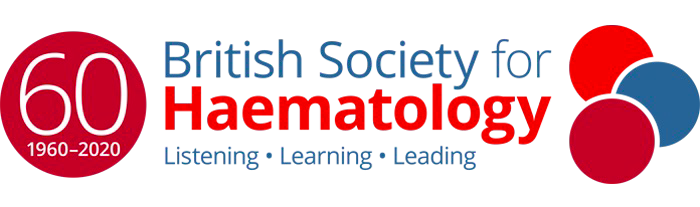 60
1960–2020
British Society for
Haematology
Listening • Learning • Leading